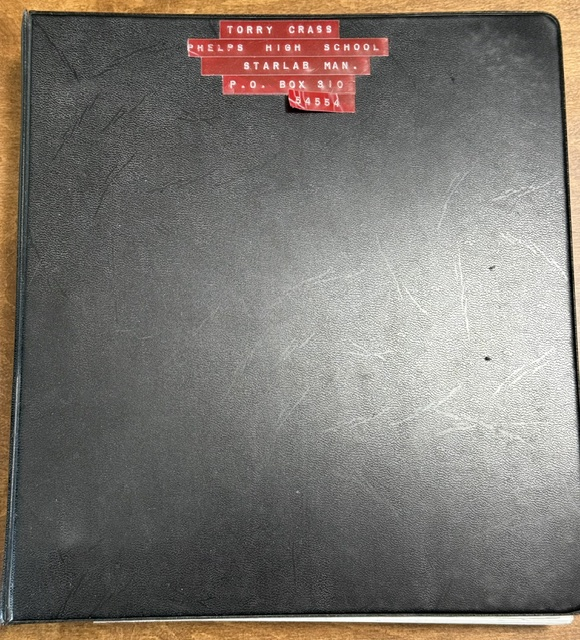 TORRY CRASS
PHELPS HIGH SCHOOL
STARLAB MAN.
P.O. BOX 310
54554